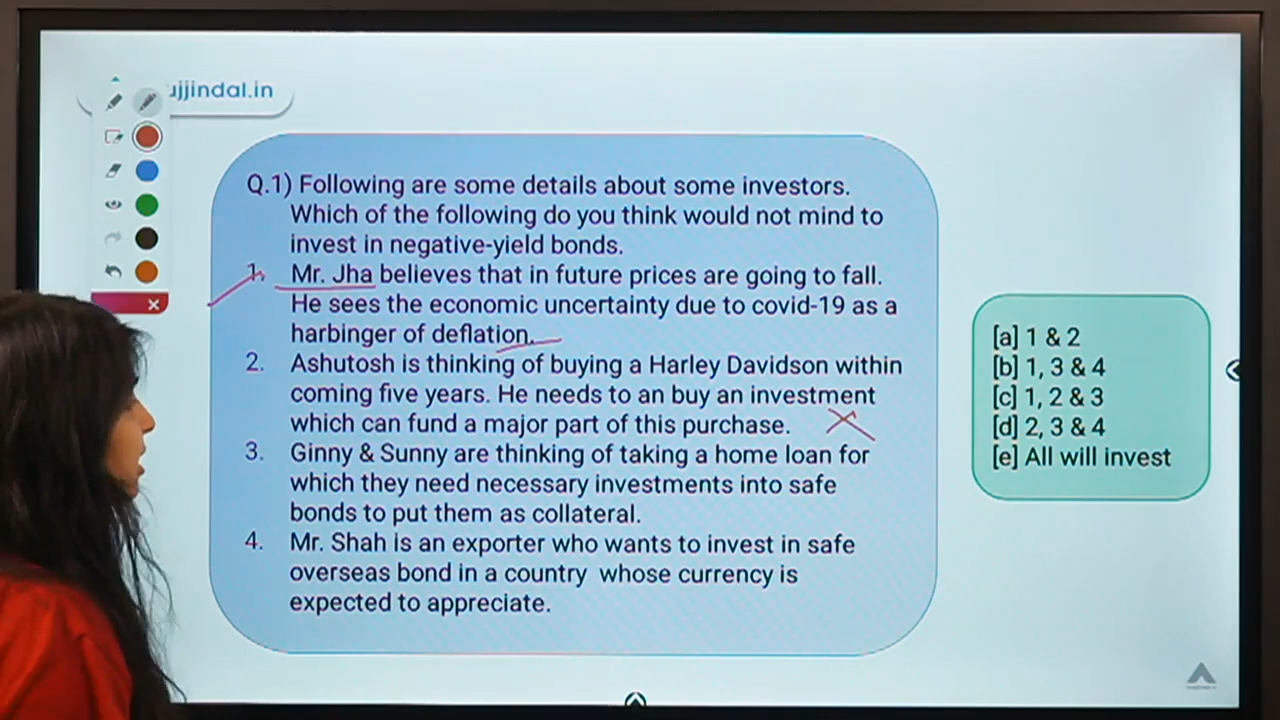 ujjindal.in
Q.1) Following are some details about some investors.
Which of the following do you think would not mind to
invest in negative-yield bonds.
1. Mr. Jha believes that in future prices are going to fall.
He sees the economic uncertainty due to covid-19 as a
harbinger of deflation.
2. Ashutosh is thinking of buying a Harley Davidson within
coming five years. He needs to an buy an investment
which can fund a major part of this purchase.
3. Ginny & Sunny are thinking of taking a home loan for
which they need necessary investments into safe
bonds to put them as collateral.
4. Mr. Shah is an exporter who wants to invest in safe
overseas bond in a country whose currency is
expected to appreciate.
[a] 1 & 2
[b] 1, 3 & 4
[c] 1, 2 & 3
[d] 2, 3 & 4
[e] All will invest